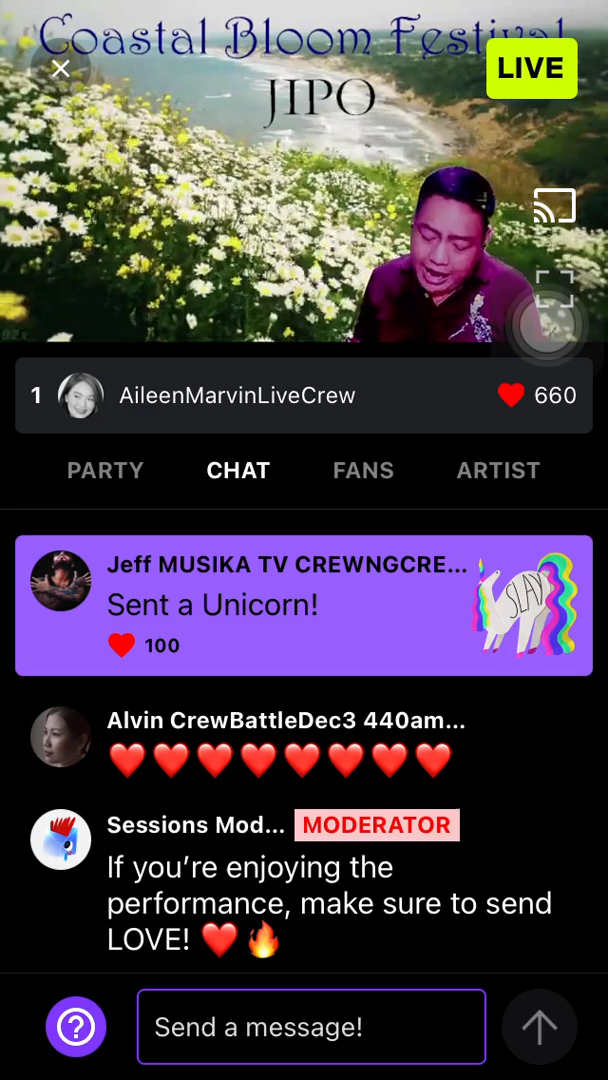 Coastal Bloom Festival
JIPO
LIVE
1 AileenMarvinLiveCrew 660
PARTY CHAT FANS ARTIST
Jeff MUSIKA TV CREWNGCRE...
Sent a Unicorn!
100
SLAY
Alvin CrewBattleDec3 440am...
❤️❤️❤️❤️❤️❤️❤️❤️
Sessions Mod... MODERATOR
If you’re enjoying the
performance, make sure to send
LOVE! ❤️🔥
Send a message!